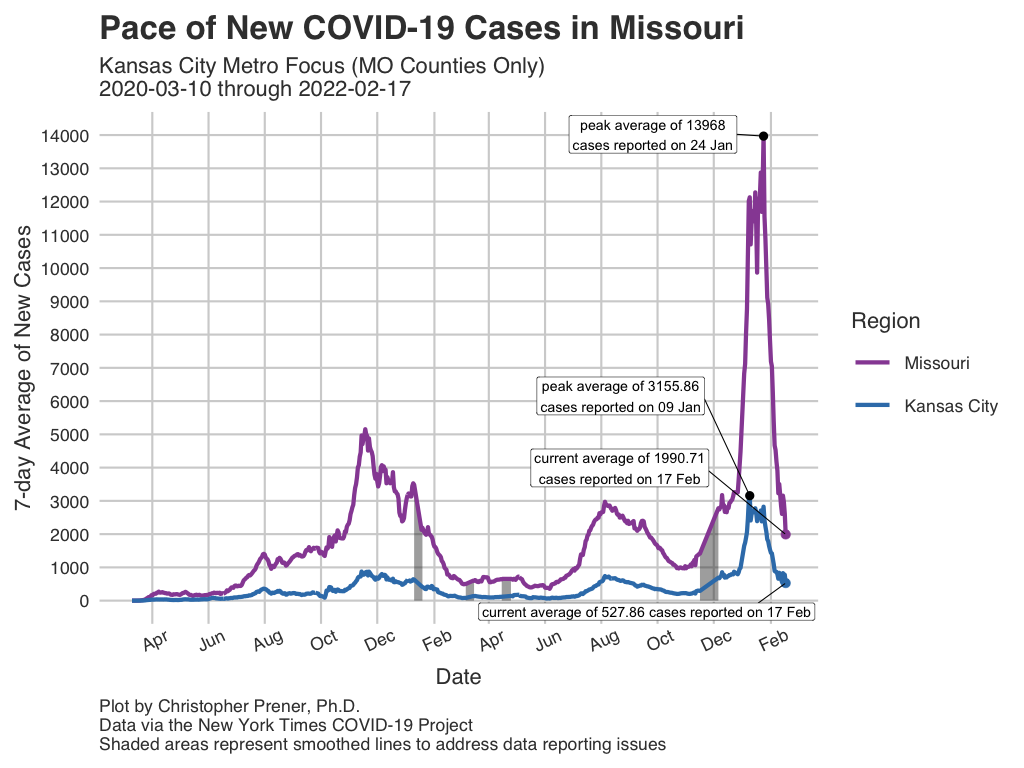 Pace of New COVID-19 Cases in Missouri
Kansas City Metro Focus (MO Counties Only)
2020-03-10 through 2022-02-17
peak average of 13968
cases reported on 24 Jan
14000
13000
12000
11000
10000
9000
8000
7000
6000
5000
4000
3000
2000
1000
0
7-day Average of New Cases
peak average of 3155.86
cases reported on 09 Jan
current average of 1990.71
cases reported on 17 Feb
current average of 527.86 cases reported on 17 Feb
Apr
Jun
Aug
Oct
Dec
Feb
Apr
Jun
Aug
Oct
Dec
Feb
Date
Region
Missouri
Kansas City
Plot by Christopher Prener, Ph.D.
Data via the New York Times COVID-19 Project
Shaded areas represent smoothed lines to address data reporting issues